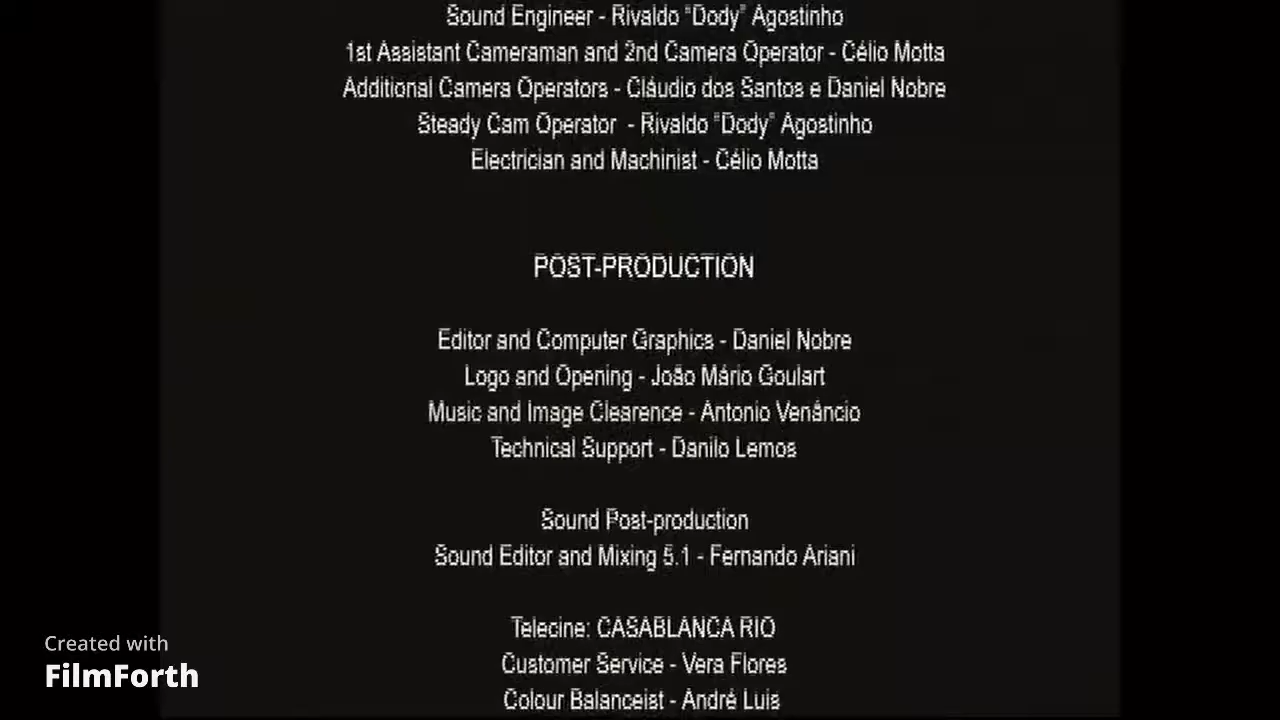 Sound Engineer - Rivaldo "Dody" Agostinho
1st Assistant Cameraman and 2nd Camera Operator - Célio Motta
Additional Camera Operators - Cláudio dos Santos e Daniel Nobre
Steady Cam Operator - Rivaldo "Dody" Agostinho
Electrician and Machinist - Célio Motta
POST-PRODUCTION
Editor and Computer Graphics - Daniel Nobre
Logo and Opening - João Mário Goulart
Music and Image Clearence - Antonio Venâncio
Technical Support - Danilo Lemos
Sound Post-production
Sound Editor and Mixing 5.1 - Fernando Ariani
Telecine: CASABLANCA RIO
Customer Service - Vera Flores
Colour Balanceist - André Luis
Created with
FilmForth